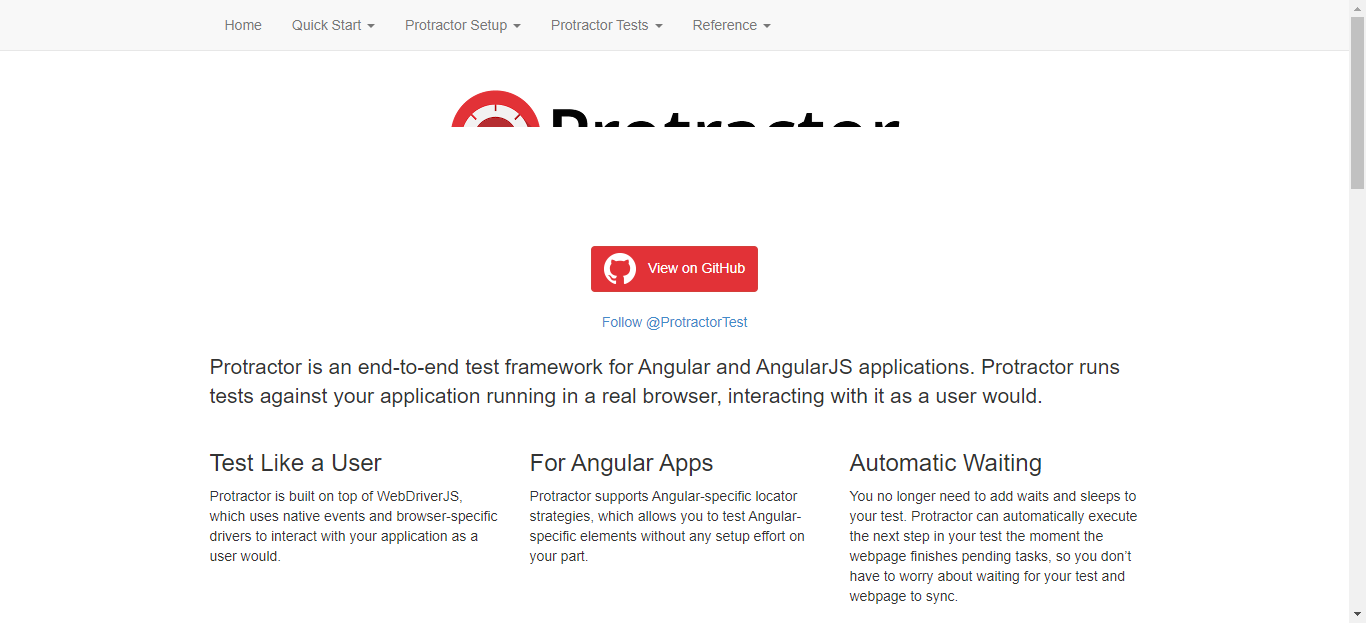 Home Quick Start Protractor Setup Protractor Tests Reference
Protractor
View on GitHub
Follow @ProtractorTest
Protractor is an end-to-end test framework for Angular and AngularJS applications. Protractor runs
tests against your application running in a real browser, interacting with it as a user would.
Test Like a User
Protractor is built on top of WebDriverJS,
which uses native events and browser-specific
drivers to interact with your application as a
user would.
For Angular Apps
Protractor supports Angular-specific locator
strategies, which allows you to test Angular-
specific elements without any setup effort on
your part.
Automatic Waiting
You no longer need to add waits and sleeps to
your test. Protractor can automatically execute
the next step in your test the moment the
webpage finishes pending tasks, so you don’t
have to worry about waiting for your test and
webpage to sync.